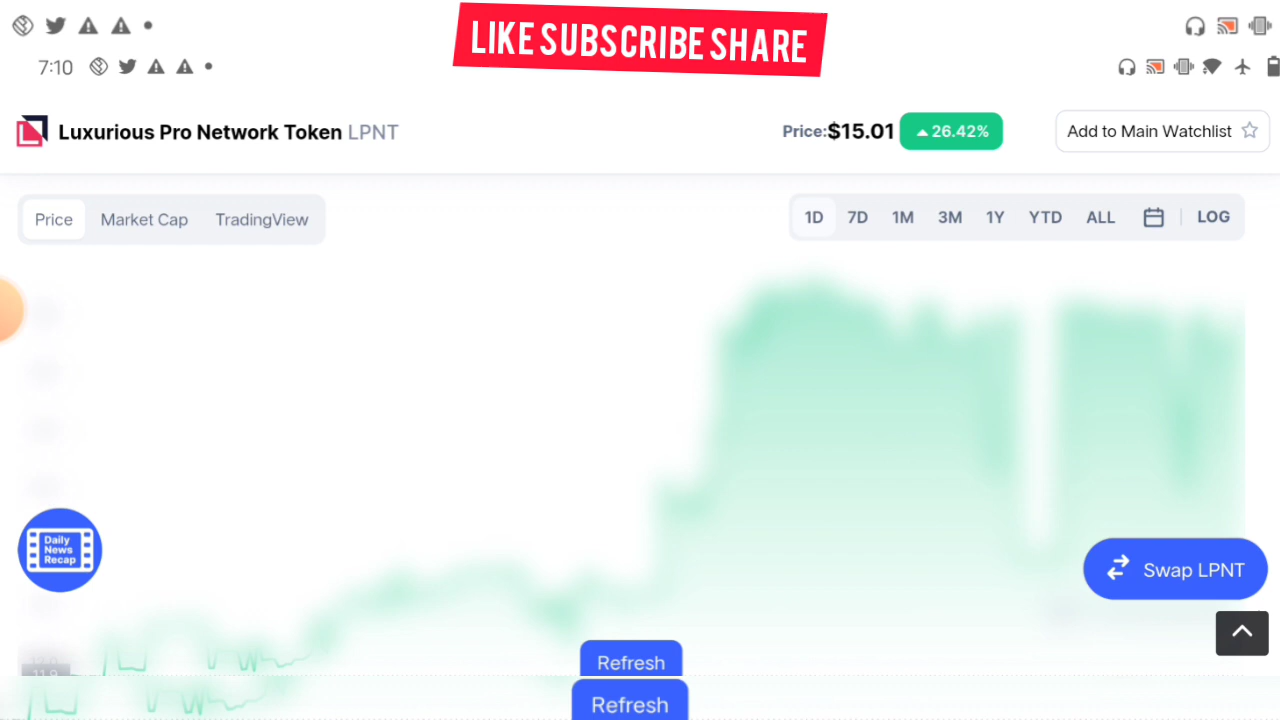 LIKE SUBSCRIBE SHARE
7:10
Luxurious Pro Network Token LPNT
Price:$15.01 26.42%
Add to Main Watchlist
Price Market Cap TradingView
1D 7D 1M 3M 1Y YTD ALL LOG
Daily
News
Recap
Swap LPNT
Refresh
Refresh